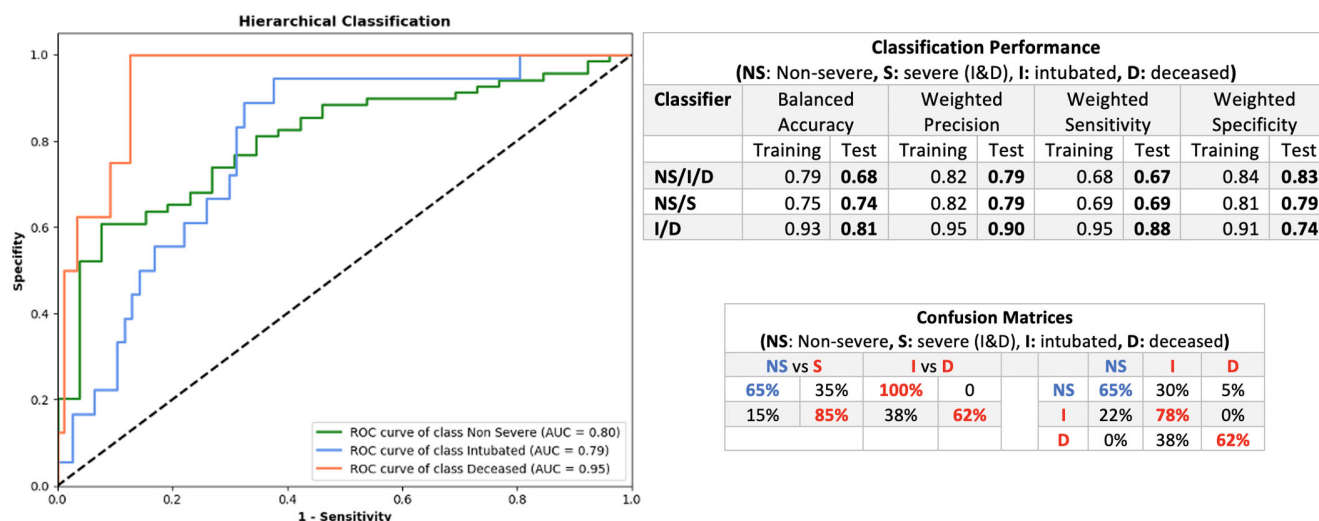 Hierarchical Classification
1.0
0.8
0.6
0.4
0.2
0.0
Specifity
0.0 0.2 0.4 0.6 0.8 1.0
1 - Sensitivity
ROC curve of class Non Severe (AUC = 0.80)
ROC curve of class Intubated (AUC = 0.79)
ROC curve of class Deceased (AUC = 0.95)
Classification Performance
(NS: Non-severe, S: severe (I&D), I: intubated, D: deceased)
Classifier Balanced Accuracy Weighted Precision Weighted Sensitivity Weighted Specificity
Training Test Training Test Training Test Training Test
NS/I/D 0.79 0.68 0.82 0.79 0.68 0.67 0.84 0.83
NS/S 0.75 0.74 0.82 0.79 0.69 0.69 0.81 0.79
I/D 0.93 0.81 0.95 0.90 0.95 0.88 0.91 0.74
Confusion Matrices
(NS: Non-severe, S: severe (I&D), I: intubated, D: deceased)
NS vs S I vs D NS I D
65% 35% 100% 0 NS 65% 30% 5%
15% 85% 38% 62% I 22% 78% 0%
D 0% 38% 62%